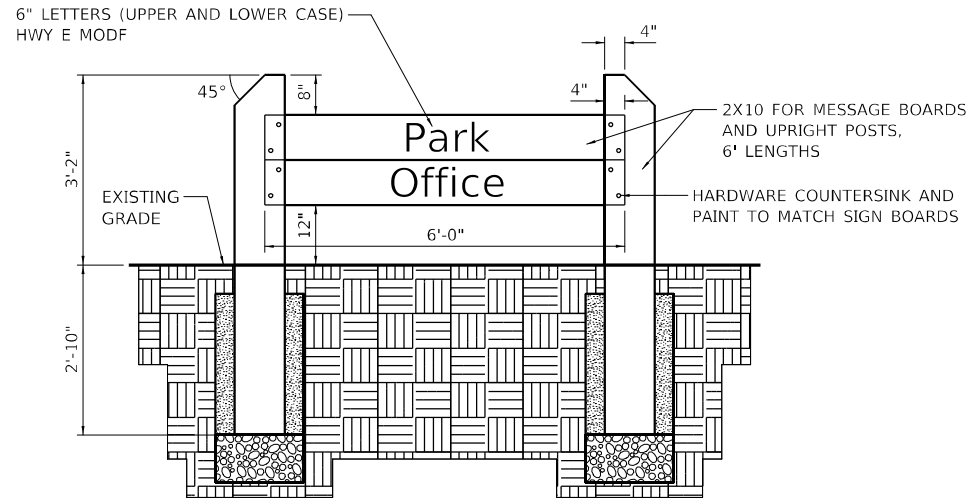 6" LETTERS (UPPER AND LOWER CASE)
HWY E MODF
4"
45°
8"
4"
2X10 FOR MESSAGE BOARDS
AND UPRIGHT POSTS,
6' LENGTHS
Park
Office
3'-2"
EXISTING
GRADE
HARDWARE COUNTERSINK AND
PAINT TO MATCH SIGN BOARDS
12"
6'-0"
2'-10"